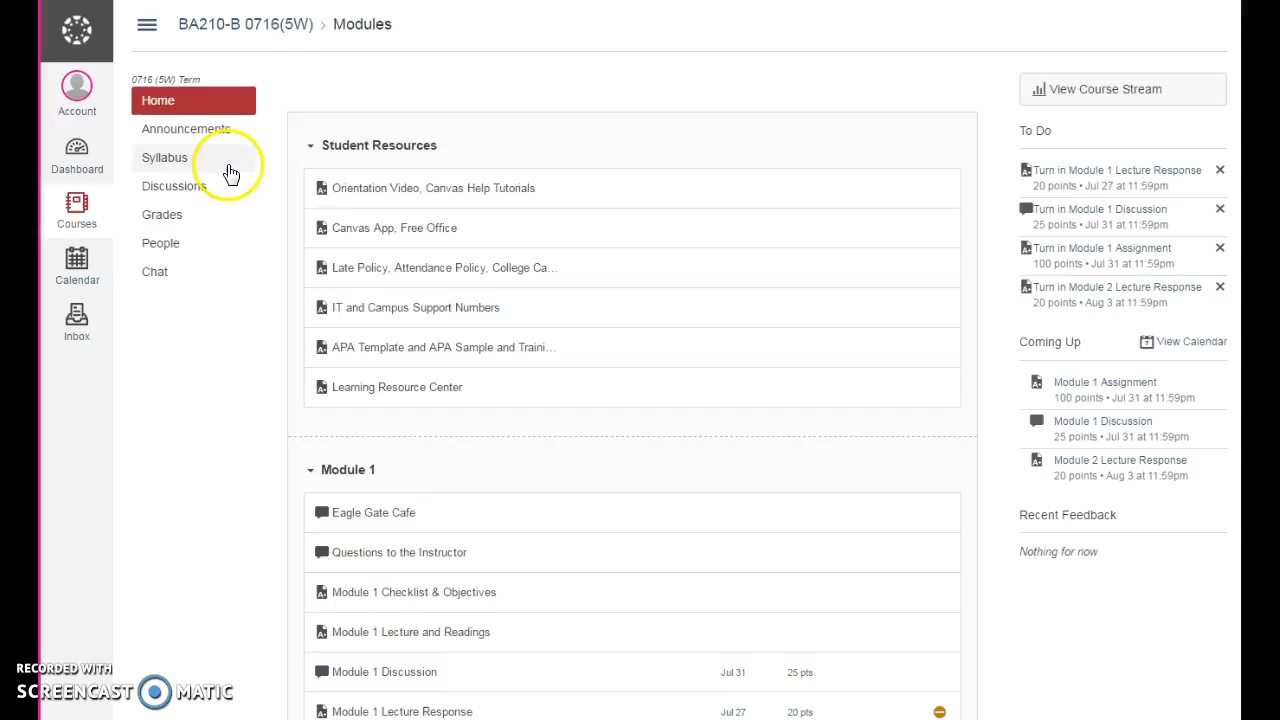 BA210-B 0716(5W) › Modules
Account
Dashboard
Courses
Calendar
Inbox
0716 (5W) Term
Home
Announcements
Syllabus
Discussions
Grades
People
Chat
Student Resources
Orientation Video, Canvas Help Tutorials
Canvas App, Free Office
Late Policy, Attendance Policy, College Ca...
IT and Campus Support Numbers
APA Template and APA Sample and Traini...
Learning Resource Center
Module 1
Eagle Gate Cafe
Questions to the Instructor
Module 1 Checklist & Objectives
Module 1 Lecture and Readings
Module 1 Discussion Jul 31 25 pts
Module 1 Lecture Response Jul 27 20 pts
View Course Stream
To Do
Turn in Module 1 Lecture Response
20 points • Jul 27 at 11:59pm
Turn in Module 1 Discussion
25 points • Jul 31 at 11:59pm
Turn in Module 1 Assignment
100 points • Jul 31 at 11:59pm
Turn in Module 2 Lecture Response
20 points • Aug 3 at 11:59pm
Coming Up
View Calendar
Module 1 Assignment
100 points • Jul 31 at 11:59pm
Module 1 Discussion
25 points • Jul 31 at 11:59pm
Module 2 Lecture Response
20 points • Aug 3 at 11:59pm
Recent Feedback
Nothing for now
RECORDED WITH
SCREENCAST MATIC